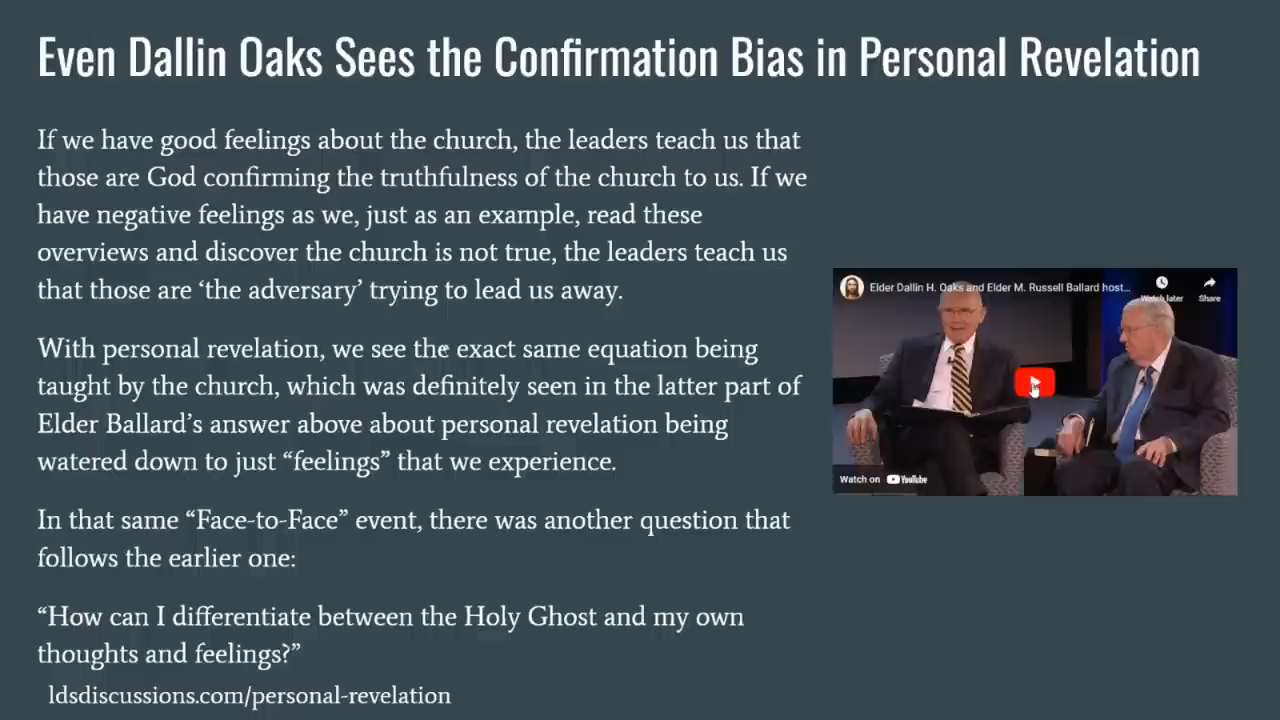 Even Dallin Oaks Sees the Confirmation Bias in Personal Revelation
If we have good feelings about the church, the leaders teach us that
those are God confirming the truthfulness of the church to us. If we
have negative feelings as we, just as an example, read these
overviews and discover the church is not true, the leaders teach us
that those are ‘the adversary’ trying to lead us away.
With personal revelation, we see the exact same equation being
taught by the church, which was definitely seen in the latter part of
Elder Ballard’s answer above about personal revelation being
watered down to just “feelings” that we experience.
In that same “Face-to-Face” event, there was another question that
follows the earlier one:
“How can I differentiate between the Holy Ghost and my own
thoughts and feelings?”
ldsdiscussions.com/personal-revelation
Elder Dallin H. Oaks and Elder M. Russell Ballard host...
Watch later
Share
Watch on YouTube